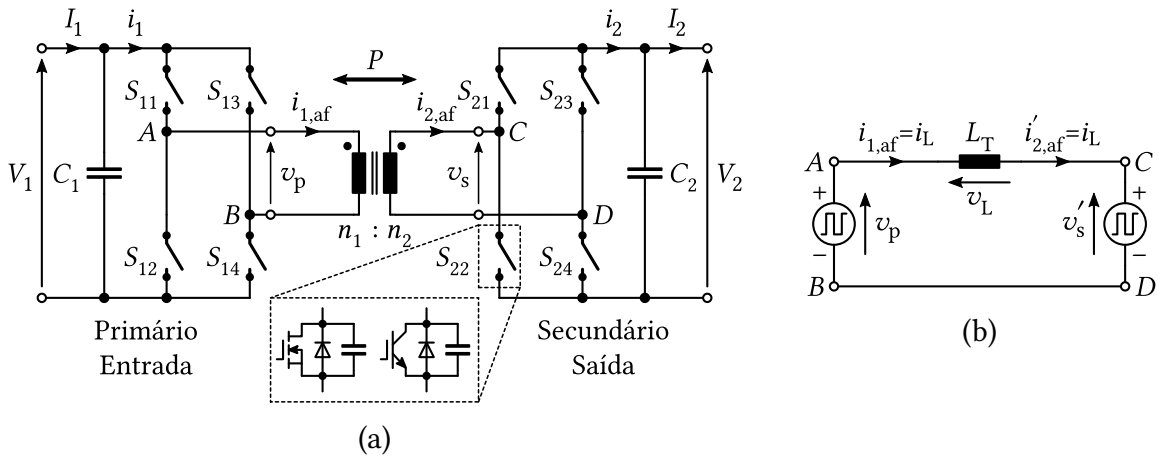 I1 i1 i2 I2
P
S11 S13 S21 S23
i1,af i2,af
A C
V1 C1 vp vs C2 V2
B D
n1 : n2
S12 S14 S22 S24
Primário
Entrada
Secundário
Saída
(a)
i1,af=iL LT i'2,af=iL
A C
vL
+ +
vp v's
− −
B D
(b)